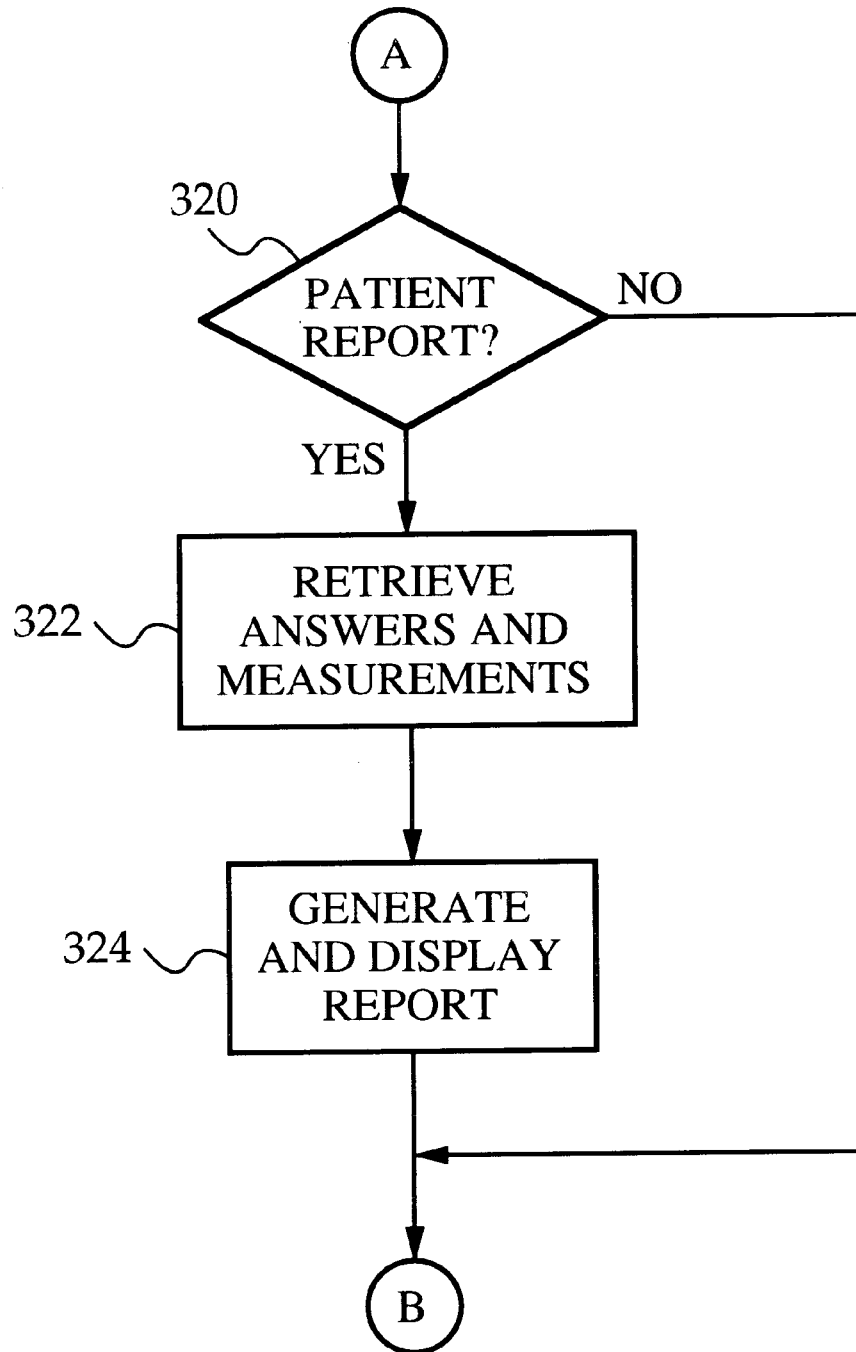 A
320
PATIENT
REPORT?
NO
YES
322
RETRIEVE
ANSWERS AND
MEASUREMENTS
324
GENERATE
AND DISPLAY
REPORT
B